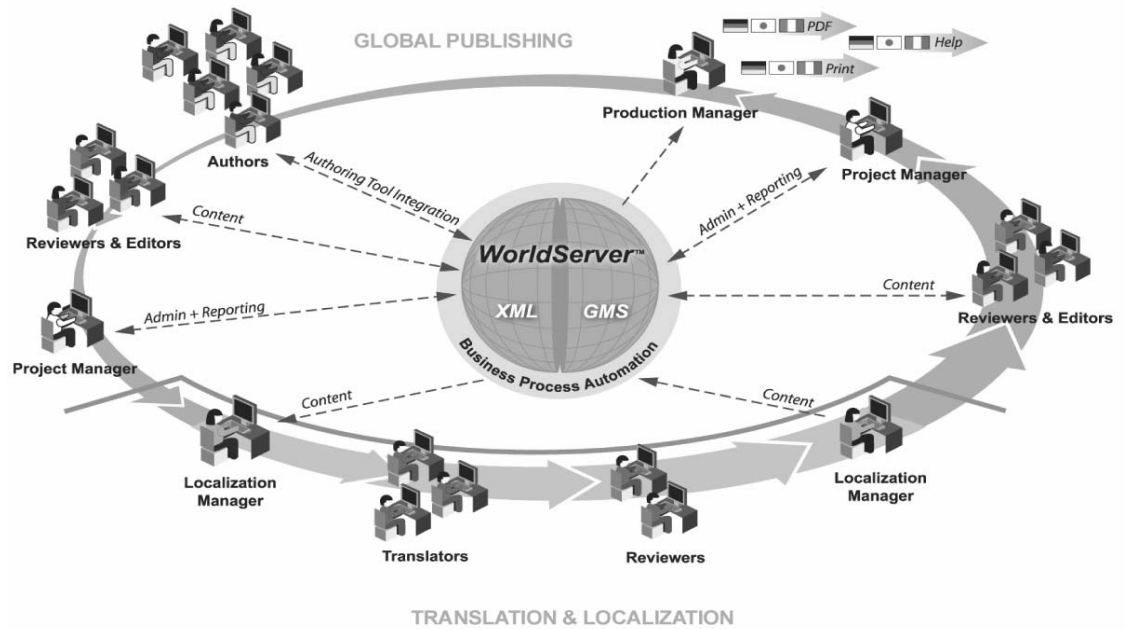 GLOBAL PUBLISHING
PDF
Help
Print
Production Manager
Authors
Project Manager
Authoring Tool Integration
Admin + Reporting
Content
Reviewers & Editors
WorldServer™
XML GMS
Business Process Automation
Content
Reviewers & Editors
Admin + Reporting
Project Manager
Content
Content
Localization
Manager
Localization
Manager
Translators
Reviewers
TRANSLATION & LOCALIZATION